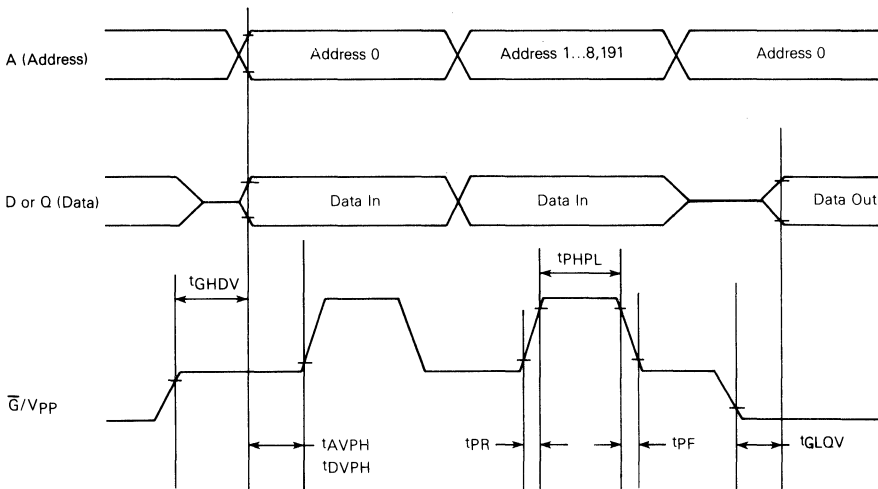 A (Address)
Address 0
Address 1...8,191
Address 0
D or Q (Data)
Data In
Data In
Data Out
tGHDV
tPHPL
G̅/VPP
tAVPH
tDVPH
tPR
tPF
tGLQV